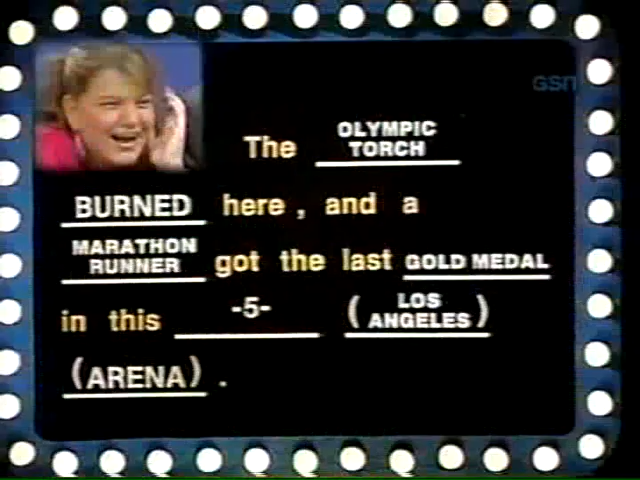 GSN
The OLYMPIC TORCH
BURNED here, and a
MARATHON RUNNER got the last GOLD MEDAL
in this -5- (LOS ANGELES)
(ARENA).